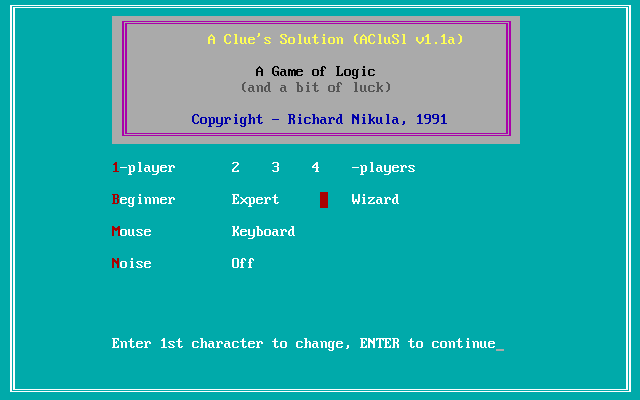 A Clue's Solution (ACluSl v1.1a)
A Game of Logic
(and a bit of luck)
Copyright - Richard Nikula, 1991
1-player 2 3 4 -players
Beginner Expert Wizard
Mouse Keyboard
Noise Off
Enter 1st character to change, ENTER to continue_